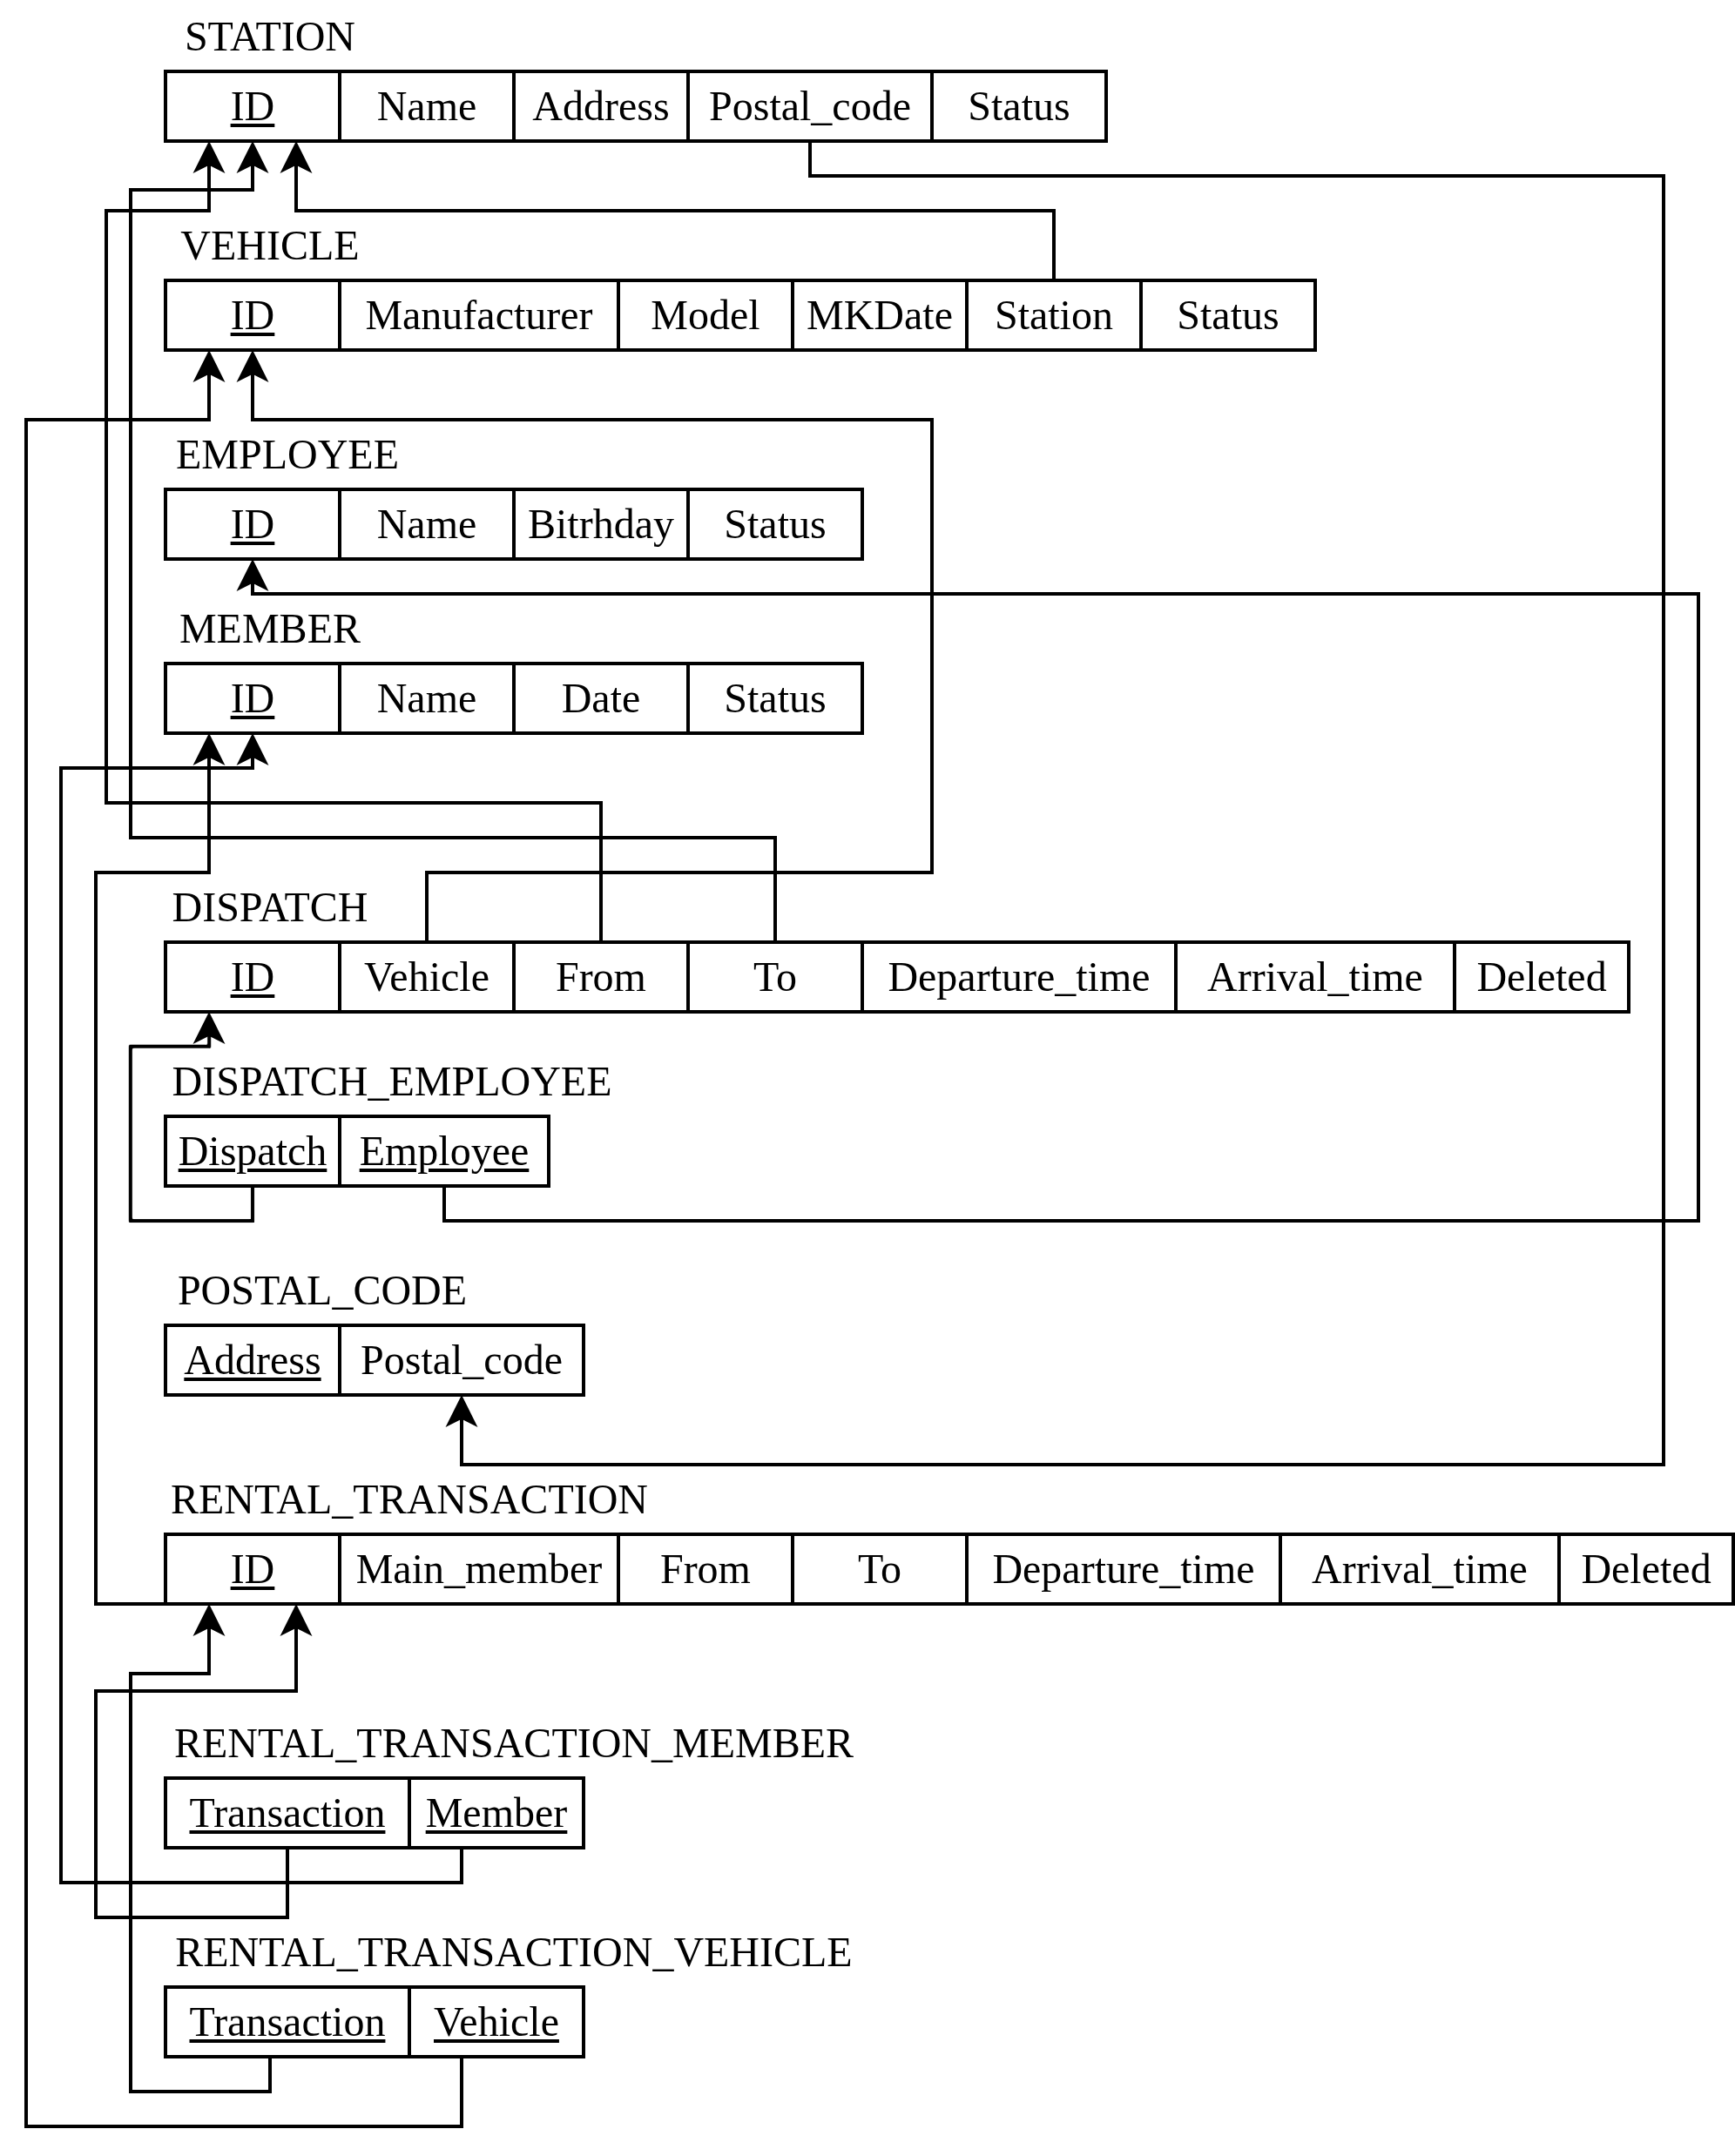 STATION
ID Name Address Postal_code Status
VEHICLE
ID Manufacturer Model MKDate Station Status
EMPLOYEE
ID Name Bitrhday Status
MEMBER
ID Name Date Status
DISPATCH
ID Vehicle From To Departure_time Arrival_time Deleted
DISPATCH_EMPLOYEE
Dispatch Employee
POSTAL_CODE
Address Postal_code
RENTAL_TRANSACTION
ID Main_member From To Departure_time Arrival_time Deleted
RENTAL_TRANSACTION_MEMBER
Transaction Member
RENTAL_TRANSACTION_VEHICLE
Transaction Vehicle